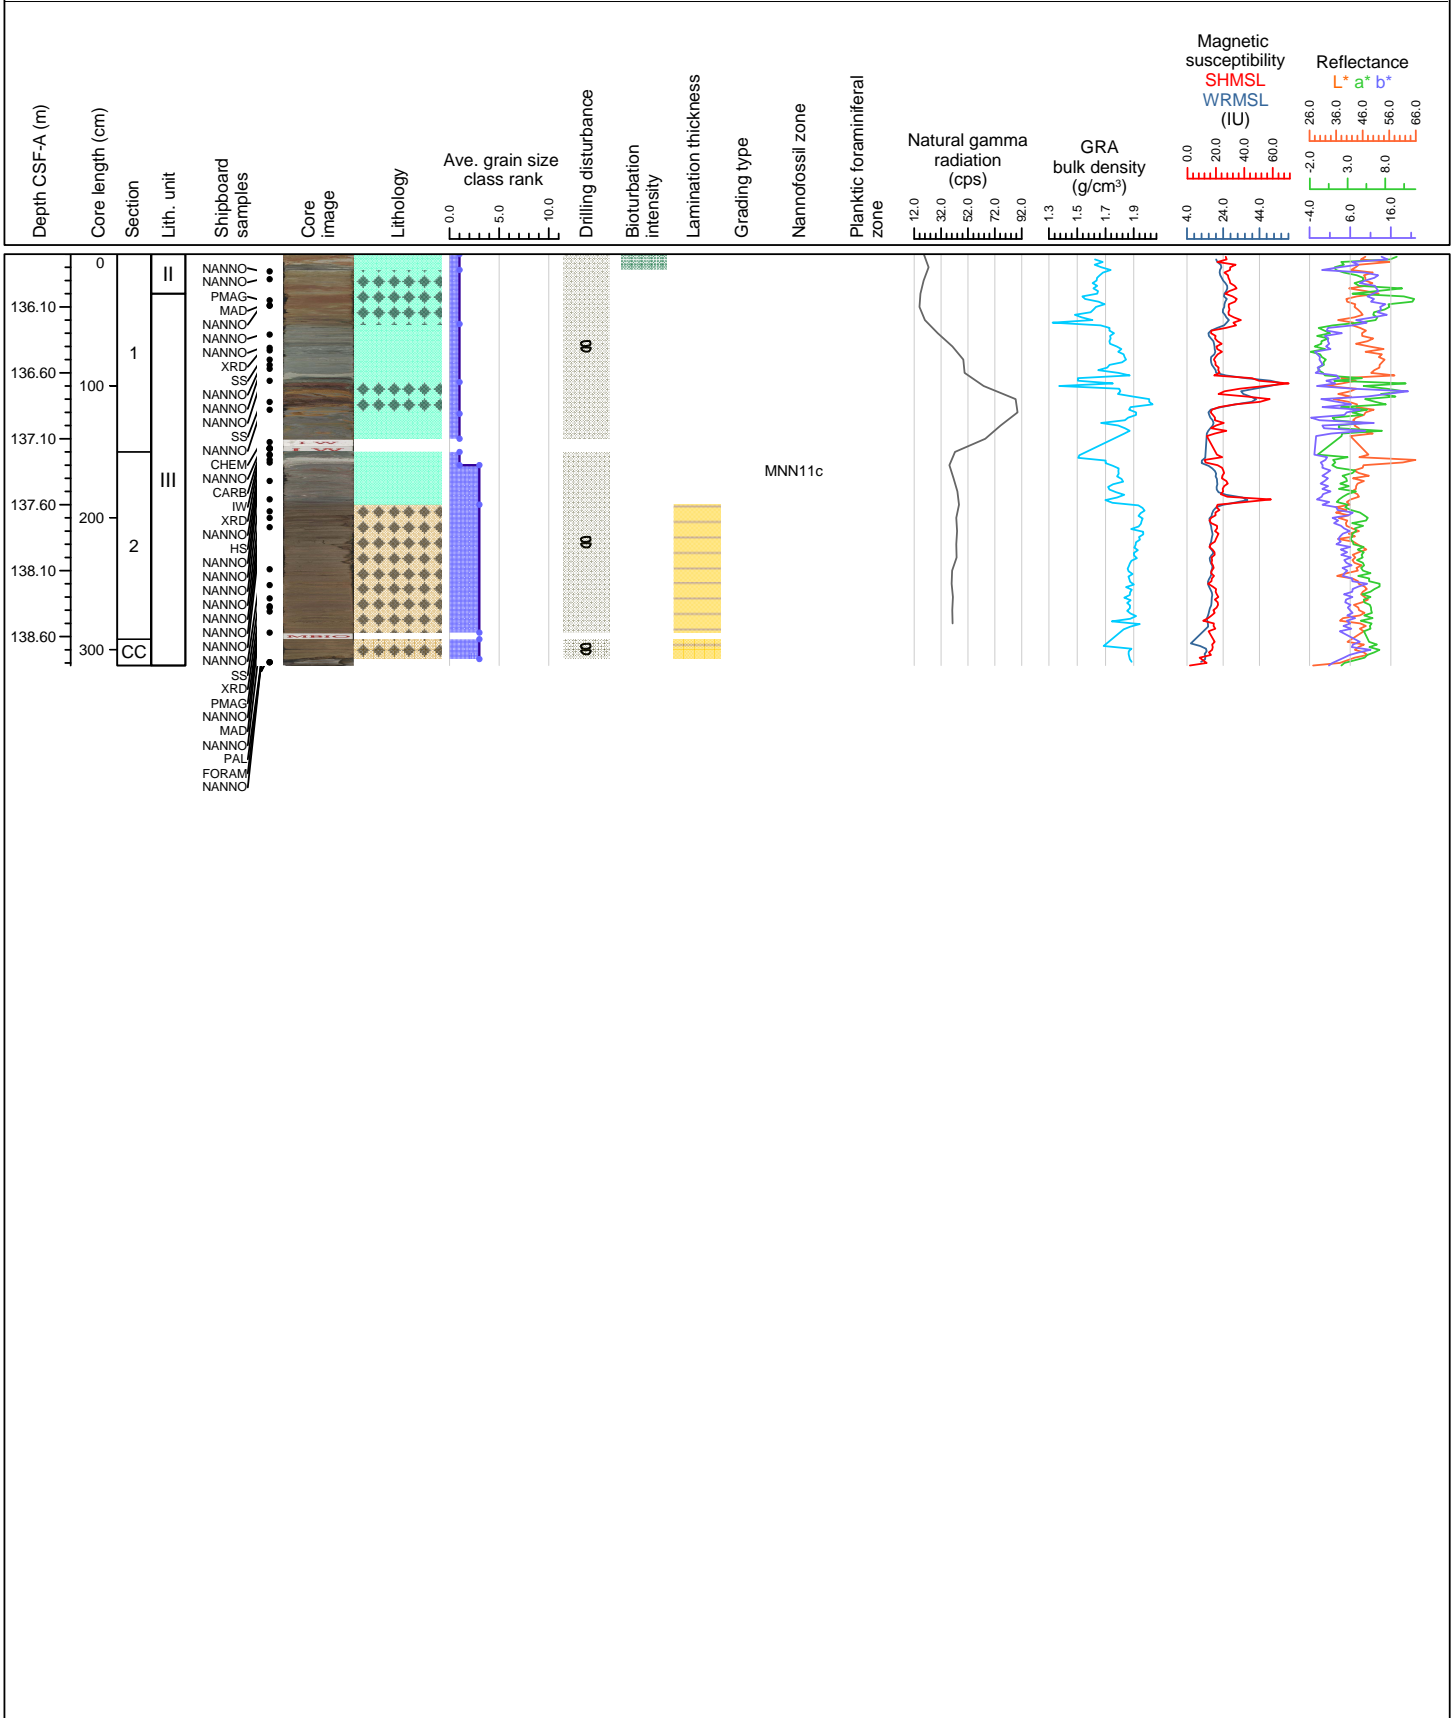 Depth CSF-A (m)
Core length (cm)
Section
Lith. unit
Shipboard
samples
Core
image
Lithology
Ave. grain size
class rank
0.0 5.0 10.0
Drilling disturbance
Bioturbation
intensity
Lamination thickness
Grading type
Nannofossil zone
Planktic foraminiferal
zone
Natural gamma
radiation
(cps)
12.0 32.0 52.0 72.0 92.0
GRA
bulk density
(g/cm³)
1.3 1.5 1.7 1.9
Magnetic
susceptibility
SHMSL
WRMSL
(IU)
0.0 20.0 40.0 60.0
4.0 24.0 44.0
Reflectance
L* a* b*
26.0 36.0 46.0 56.0 66.0
-2.0 3.0 8.0
-4.0 6.0 16.0
136.10
136.60
137.10
137.60
138.10
138.60
0
100
200
300
1
2
CC
II
III
NANNO
NANNO
PMAG
MAD
NANNO
NANNO
NANNO
XRD
SS
NANNO
NANNO
NANNO
SS
NANNO
CHEM
NANNO
CARB
IW
XRD
NANNO
HS
NANNO
NANNO
NANNO
NANNO
NANNO
NANNO
NANNO
NANNO
SS
XRD
PMAG
NANNO
MAD
NANNO
PAL
FORAM
NANNO
I W
I W
MBIO
MNN11c